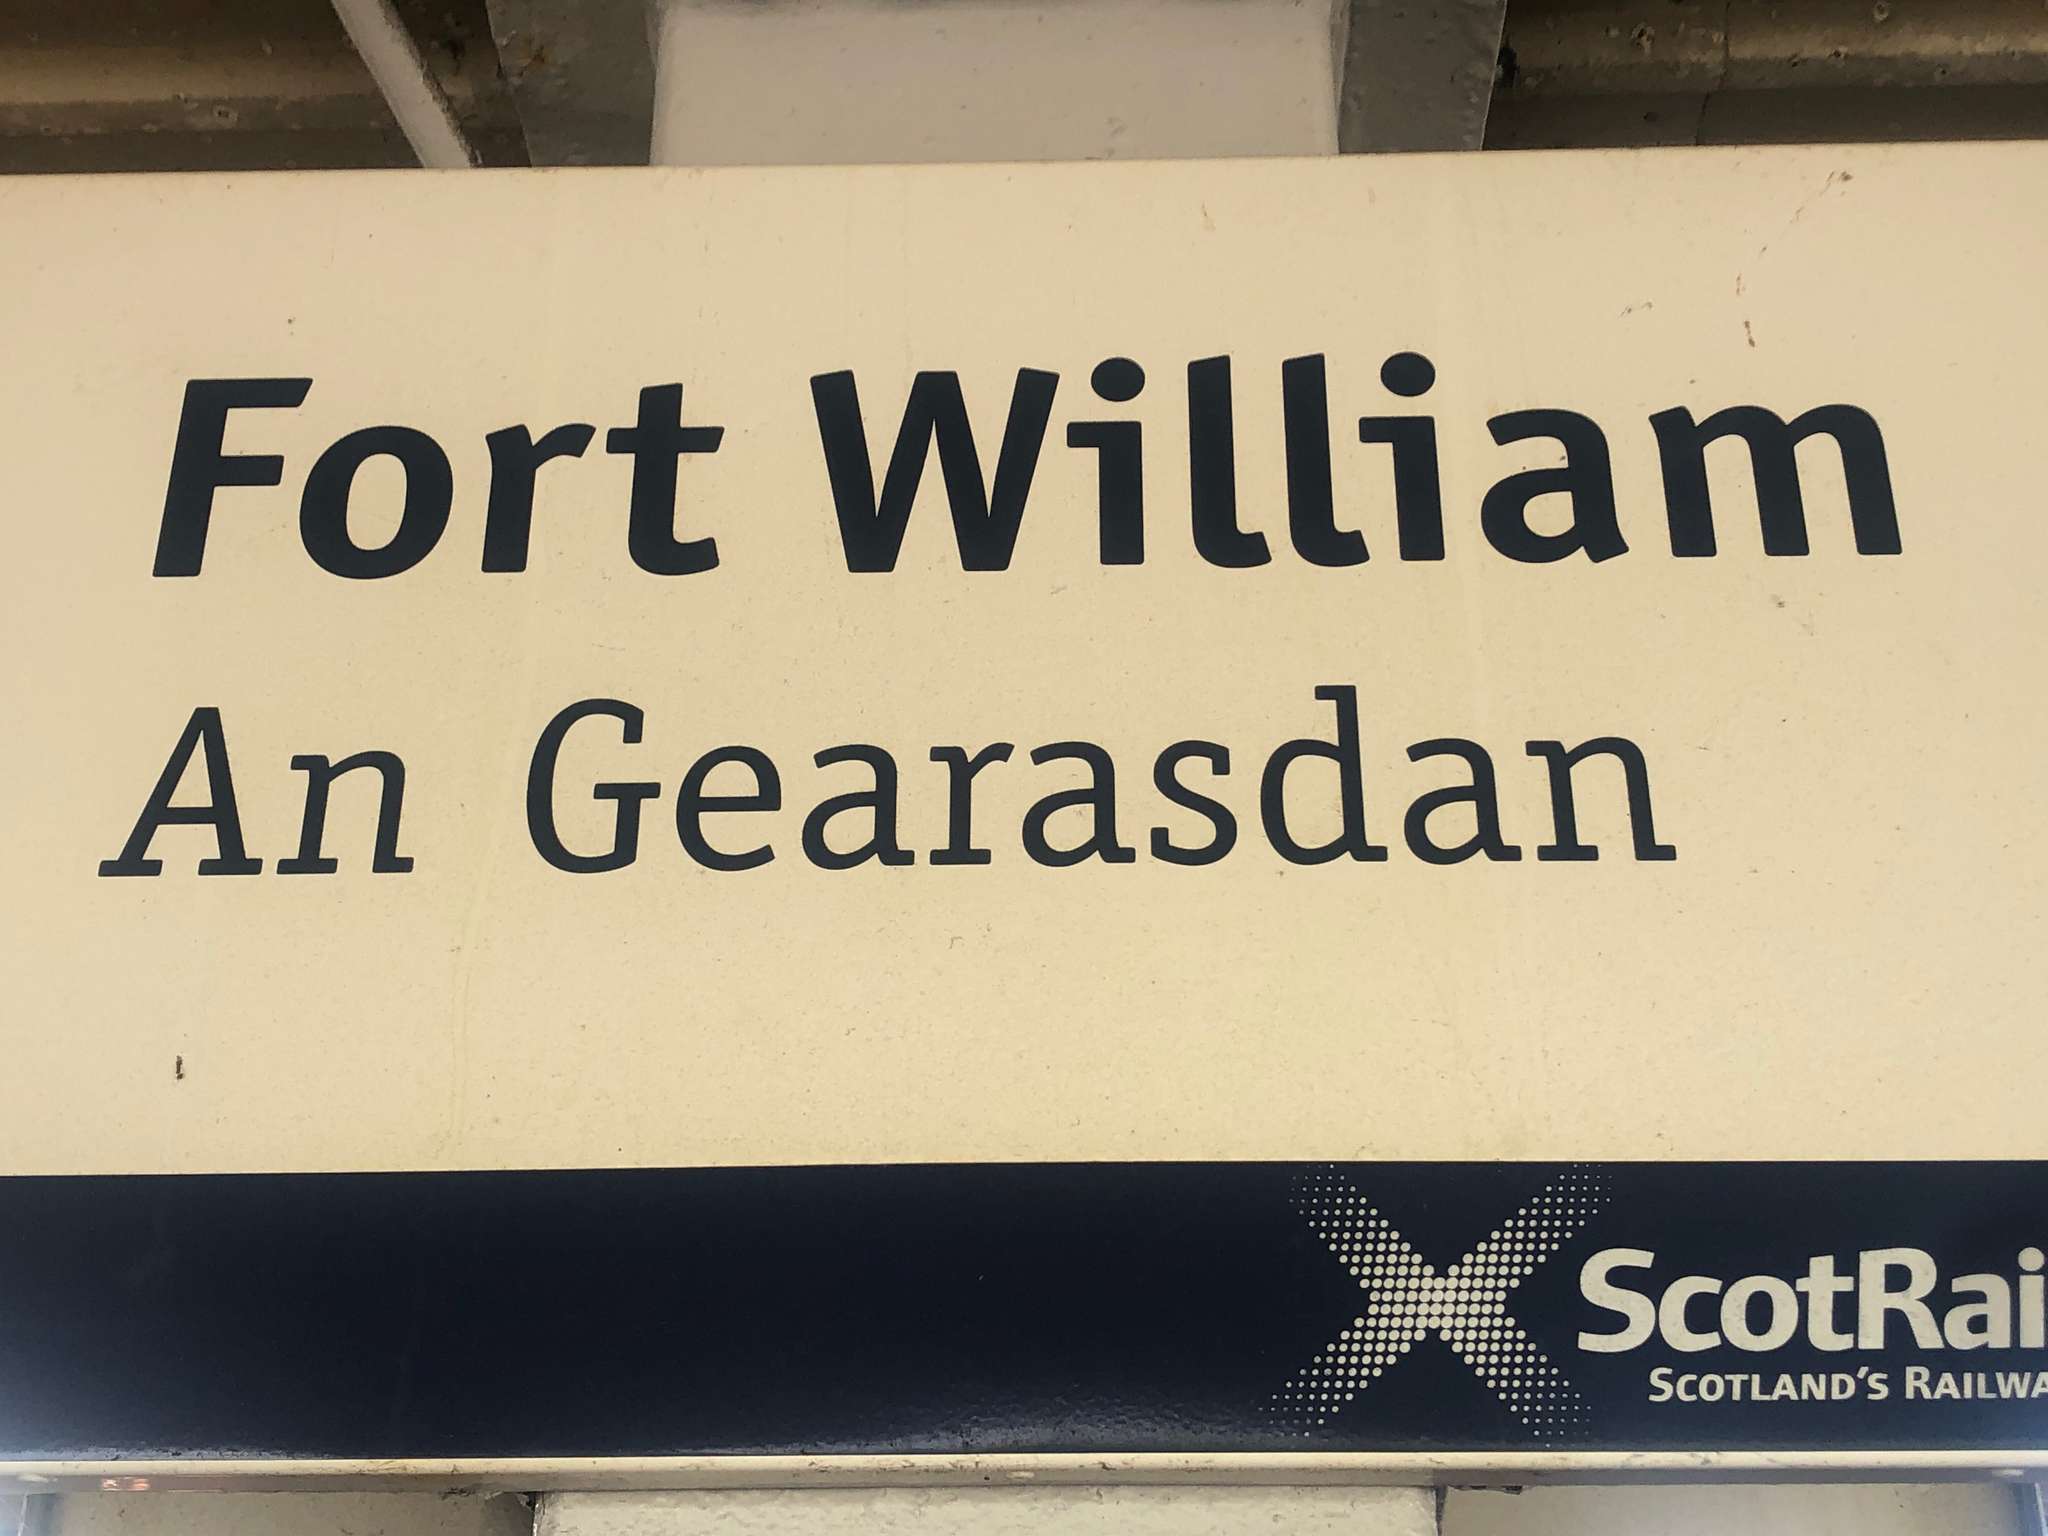 Fort William
An Gearasdan
ScotRai
SCOTLAND'S RAILWA